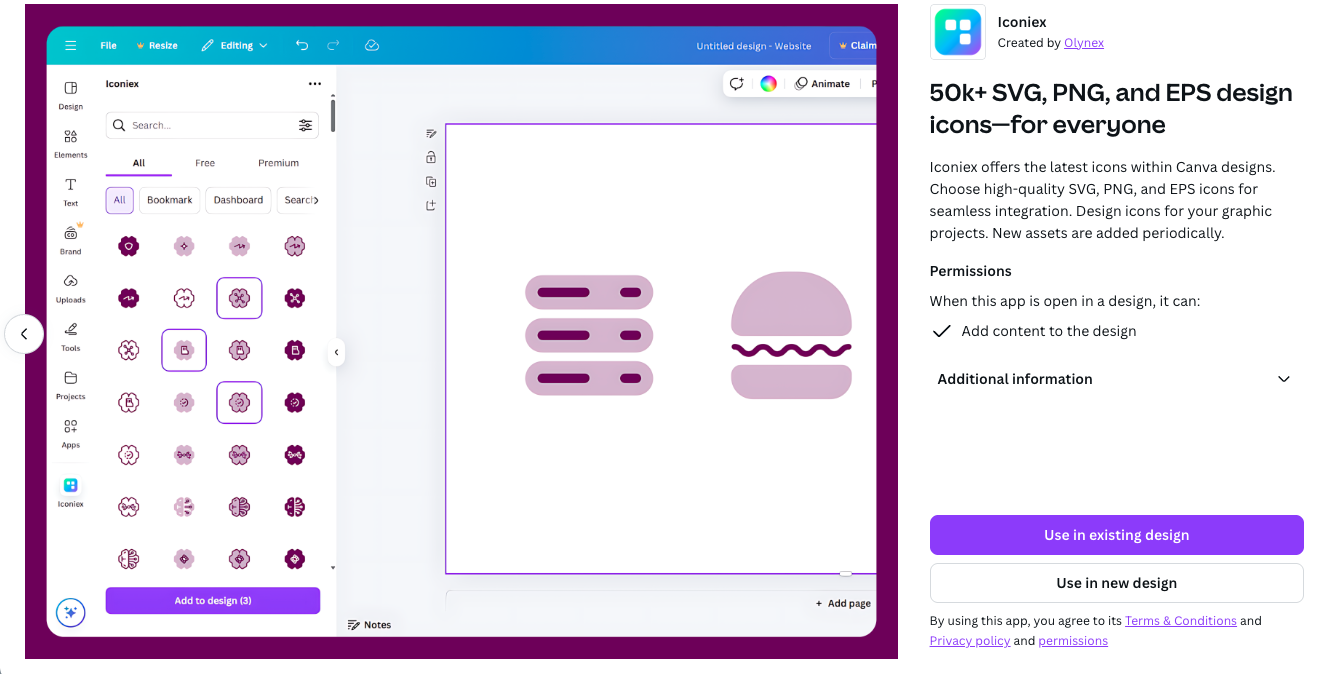 File
Resize
Editing
Untitled design - Website
Claim
Iconiex
Design
Elements
Text
Brand
Uploads
Tools
Projects
Apps
Iconiex
Search...
All
Free
Premium
All
Bookmark
Dashboard
Search
Add to design (3)
Animate
Notes
+ Add page
Iconiex
Created by Olynex
50k+ SVG, PNG, and EPS design
icons—for everyone
Iconiex offers the latest icons within Canva designs.
Choose high-quality SVG, PNG, and EPS icons for
seamless integration. Design icons for your graphic
projects. New assets are added periodically.
Permissions
When this app is open in a design, it can:
Add content to the design
Additional information
Use in existing design
Use in new design
By using this app, you agree to its Terms & Conditions and
Privacy policy and permissions